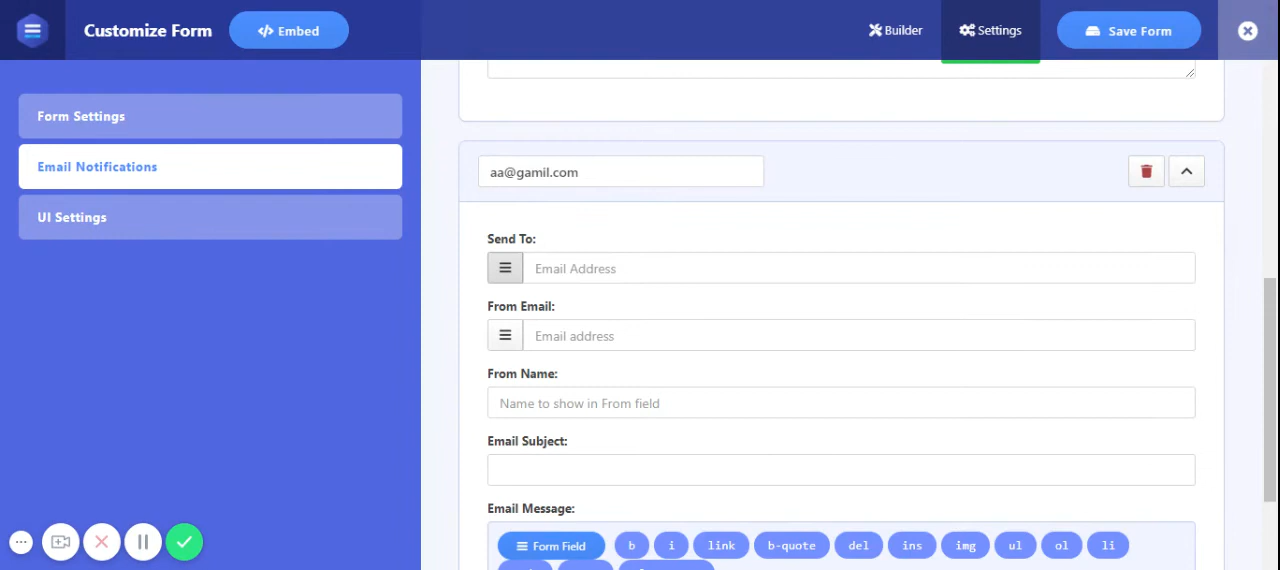 Customize Form
Embed
Builder
Settings
Save Form
Form Settings
Email Notifications
UI Settings
aa@gamil.com
Send To:
Email Address
From Email:
Email address
From Name:
Name to show in From field
Email Subject:
Email Message:
Form Field b i link b-quote del ins img ul ol li